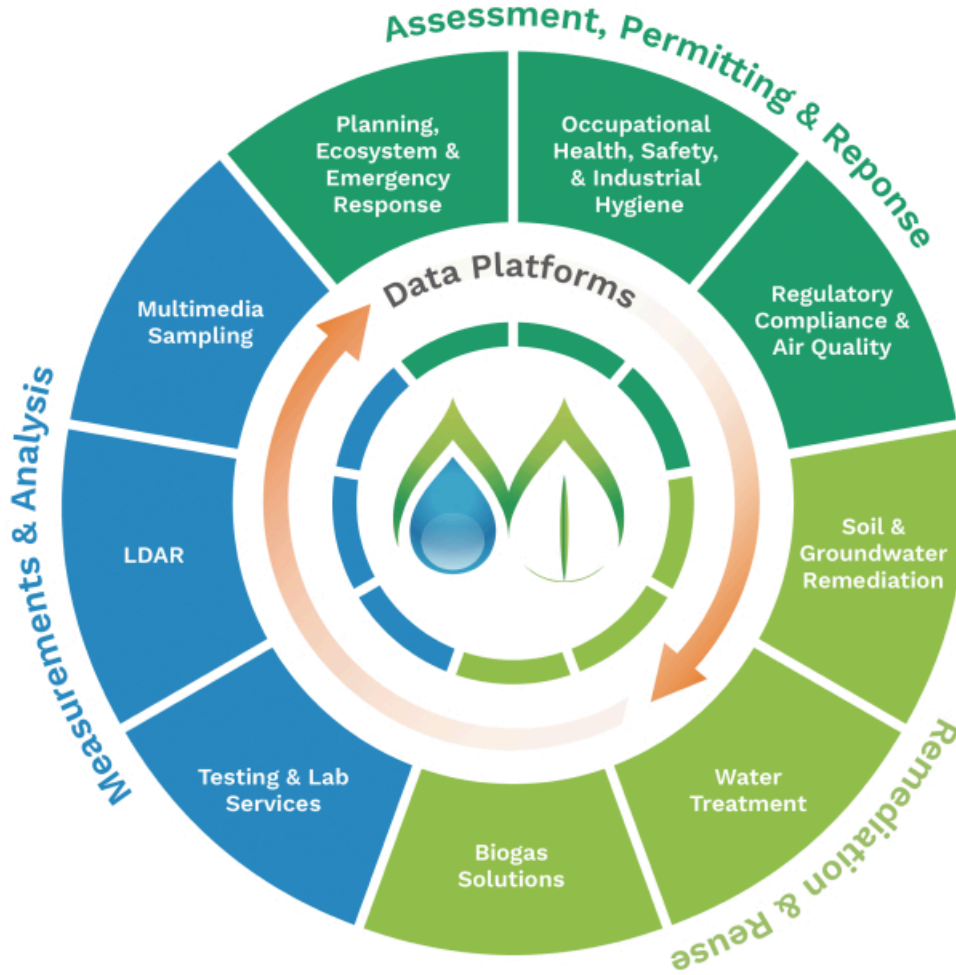 Assessment, Permitting & Reponse
Planning,
Ecosystem &
Emergency
Response
Occupational
Health, Safety,
& Industrial
Hygiene
Regulatory
Compliance &
Air Quality
Soil &
Groundwater
Remediation
Water
Treatment
Biogas
Solutions
Remediation & Reuse
Testing & Lab
Services
LDAR
Multimedia
Sampling
Measurements & Analysis
Data Platforms